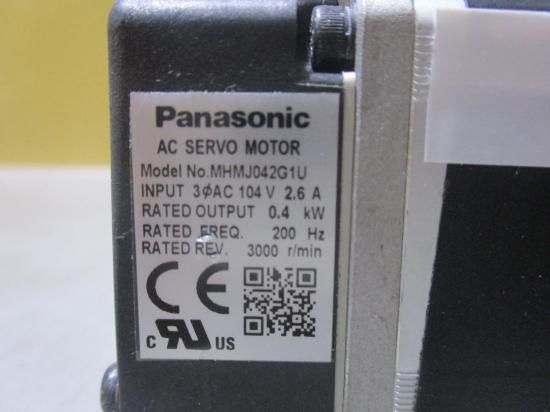 Panasonic
AC SERVO MOTOR
Model No.MHMJ042G1U
INPUT 3ϕAC 104 V 2.6 A
RATED OUTPUT 0.4 kW
RATED FREQ. 200 Hz
RATED REV. 3000 r/min
CE
c RU US